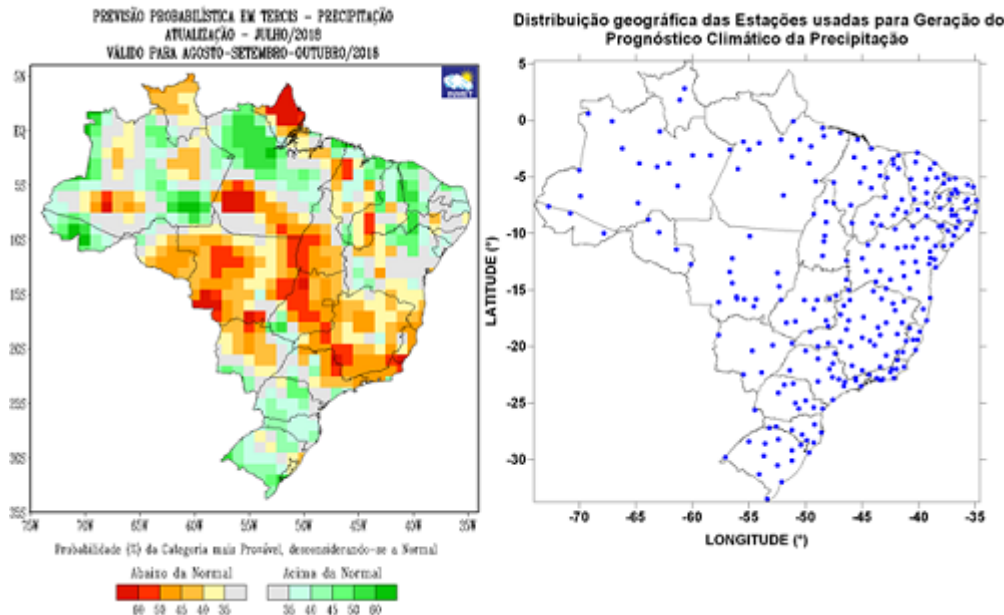 PREVISÃO PROBABILÍSTICA EM TERCIS - PRECIPITAÇÃO
ATUALIZAÇÃO - JULHO/2018
VÁLIDO PARA AGOSTO-SETEMBRO-OUTUBRO/2018
INMET
5N
EQ
5S
10S
15S
20S
25S
30S
35S
75W 70W 65W 60W 55W 50W 45W 40W 35W
Probabilidade (%) da Categoria mais Provável, desconsiderando-se a Normal
Abaixo da Normal Acima da Normal
60 50 45 40 35 35 40 45 50 60
Distribuição geográfica das Estações usadas para Geração do
Prognóstico Climático da Precipitação
LATITUDE (°)
5
0
-5
-10
-15
-20
-25
-30
-70 -65 -60 -55 -50 -45 -40 -35
LONGITUDE (°)